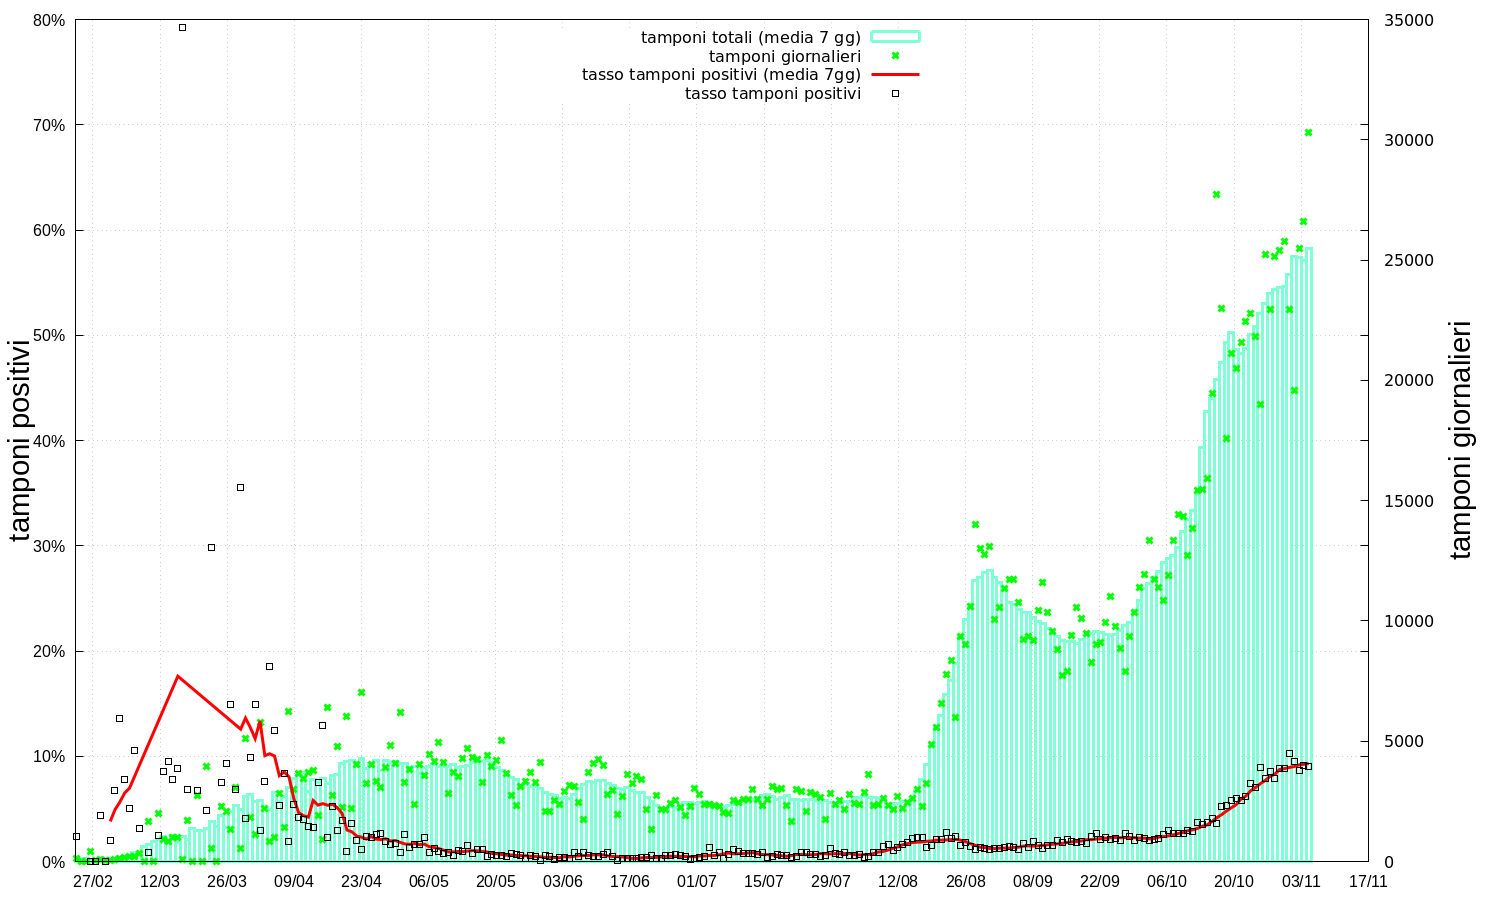 tamponi totali (media 7 gg)
tamponi giornalieri
tasso tamponi positivi (media 7gg)
tasso tamponi positivi
tamponi positivi
80%
70%
60%
50%
40%
30%
20%
10%
0%
35000
30000
25000
20000
15000
10000
5000
0
tamponi giornalieri
27/02 12/03 26/03 09/04 23/04 06/05 20/05 03/06 17/06 01/07 15/07 29/07 12/08 26/08 08/09 22/09 06/10 20/10 03/11 17/11